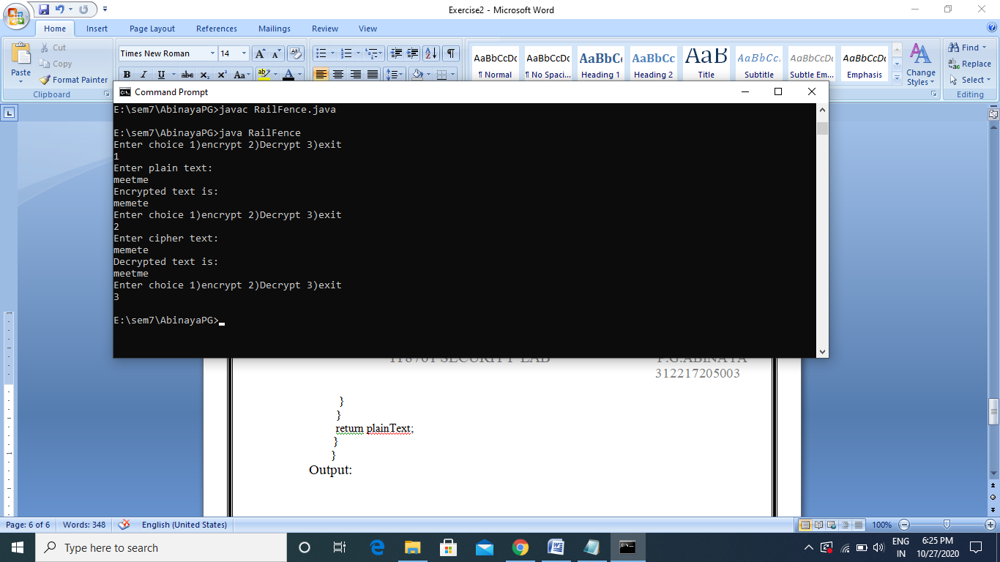 Exercise2 - Microsoft Word
Home Insert Page Layout References Mailings Review View
Paste
Cut
Copy
Format Painter
Clipboard
Times New Roman 14
B I U abc x₂ x² Aa
AaBbCcDc AaBbCcDc AaBbCc AaBbCc AaB AaBbCc. AaBbCcDc AaBbCcDc
¶ Normal ¶ No Spaci... Heading 1 Heading 2 Title Subtitle Subtle Em... Emphasis
Change Styles
Find
Replace
Select
Editing
Command Prompt
E:\sem7\AbinayaPG>javac RailFence.java
E:\sem7\AbinayaPG>java RailFence
Enter choice 1)encrypt 2)Decrypt 3)exit
1
Enter plain text:
meetme
Encrypted text is:
memete
Enter choice 1)encrypt 2)Decrypt 3)exit
2
Enter cipher text:
memete
Decrypted text is:
meetme
Enter choice 1)encrypt 2)Decrypt 3)exit
3
E:\sem7\AbinayaPG>
SECURITY LAB P.G.ABINAYA
312217205003
}
}
return plainText;
}
}
Output:
Page: 6 of 6 Words: 348 English (United States) 100%
Type here to search
ENG
IN
6:25 PM
10/27/2020